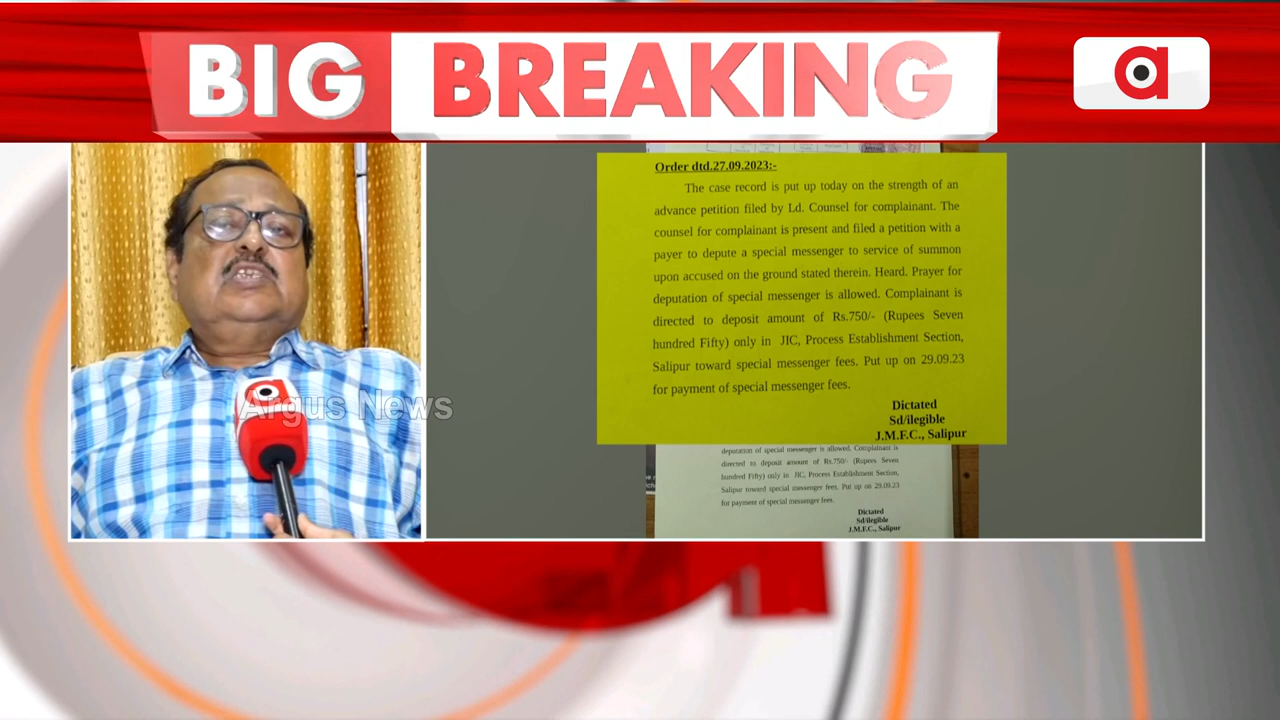 BIG BREAKING
a
Order dtd.27.09.2023:-
The case record is put up today on the strength of an
advance petition filed by Ld. Counsel for complainant. The
counsel for complainant is present and filed a petition with a
payer to depute a special messenger to service of summon
upon accused on the ground stated therein. Heard. Prayer for
deputation of special messenger is allowed. Complainant is
directed to deposit amount of Rs.750/- (Rupees Seven
hundred Fifty) only in JIC, Process Establishment Section,
Salipur toward special messenger fees. Put up on 29.09.23
for payment of special messenger fees.
Dictated
Sd/ilegible
J.M.F.C., Salipur
Argus News
deputation of special messenger is allowed. Complainant is
directed to deposit amount of Rs.750/- (Rupees Seven
hundred Fifty) only in JIC, Process Establishment Section,
Salipur toward special messenger fees. Put up on 29.09.23
for payment of special messenger fees.
Dictated
Sd/ilegible
J.M.F.C., Salipur